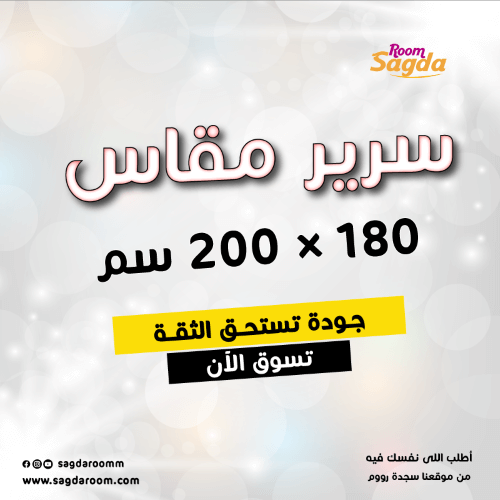 Room
Sagda
سرير مقاس
180 × 200 سم
جودة تستحق الثقة
تسوق الأن
أطلب اللى نفسك فيه
من موقعنا سجدة رووم
sagdaroomm
www.sagdaroom.com